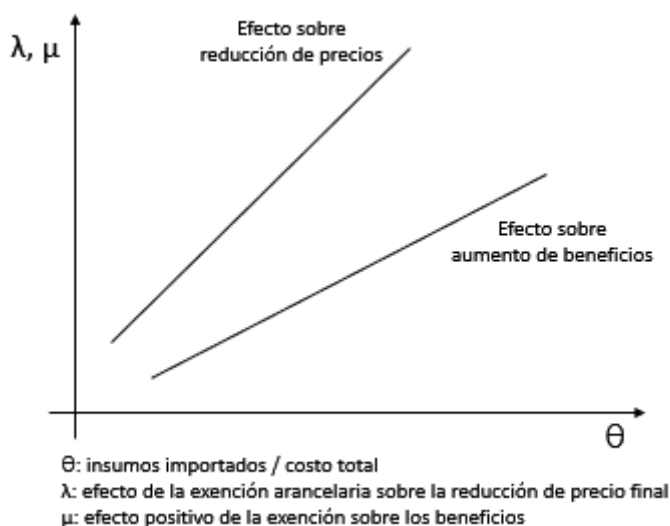 λ, μ
Efecto sobre
reducción de precios
Efecto sobre
aumento de beneficios
θ
θ: insumos importados / costo total
λ: efecto de la exención arancelaria sobre la reducción de precio final
μ: efecto positivo de la exención sobre los beneficios